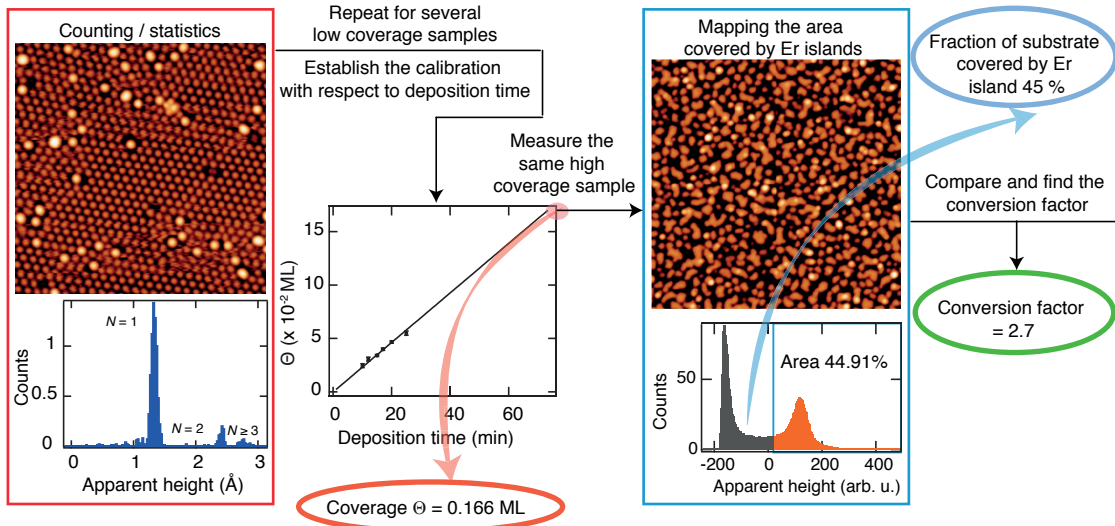 Counting / statistics
N = 1
N = 2
N ≥ 3
1
0.5
0
Counts
0
1
2
3
Apparent height (Å)
Repeat for several
low coverage samples
Establish the calibration
with respect to deposition time
Measure the
same high
coverage sample
15
10
5
0
Θ (x 10⁻² ML)
0
20
40
60
Deposition time (min)
Coverage Θ = 0.166 ML
Mapping the area
covered by Er islands
Area 44.91%
50
0
Counts
-200
0
200
400
Apparent height (arb. u.)
Fraction of substrate
covered by Er
island 45 %
Compare and find the
conversion factor
Conversion factor
= 2.7